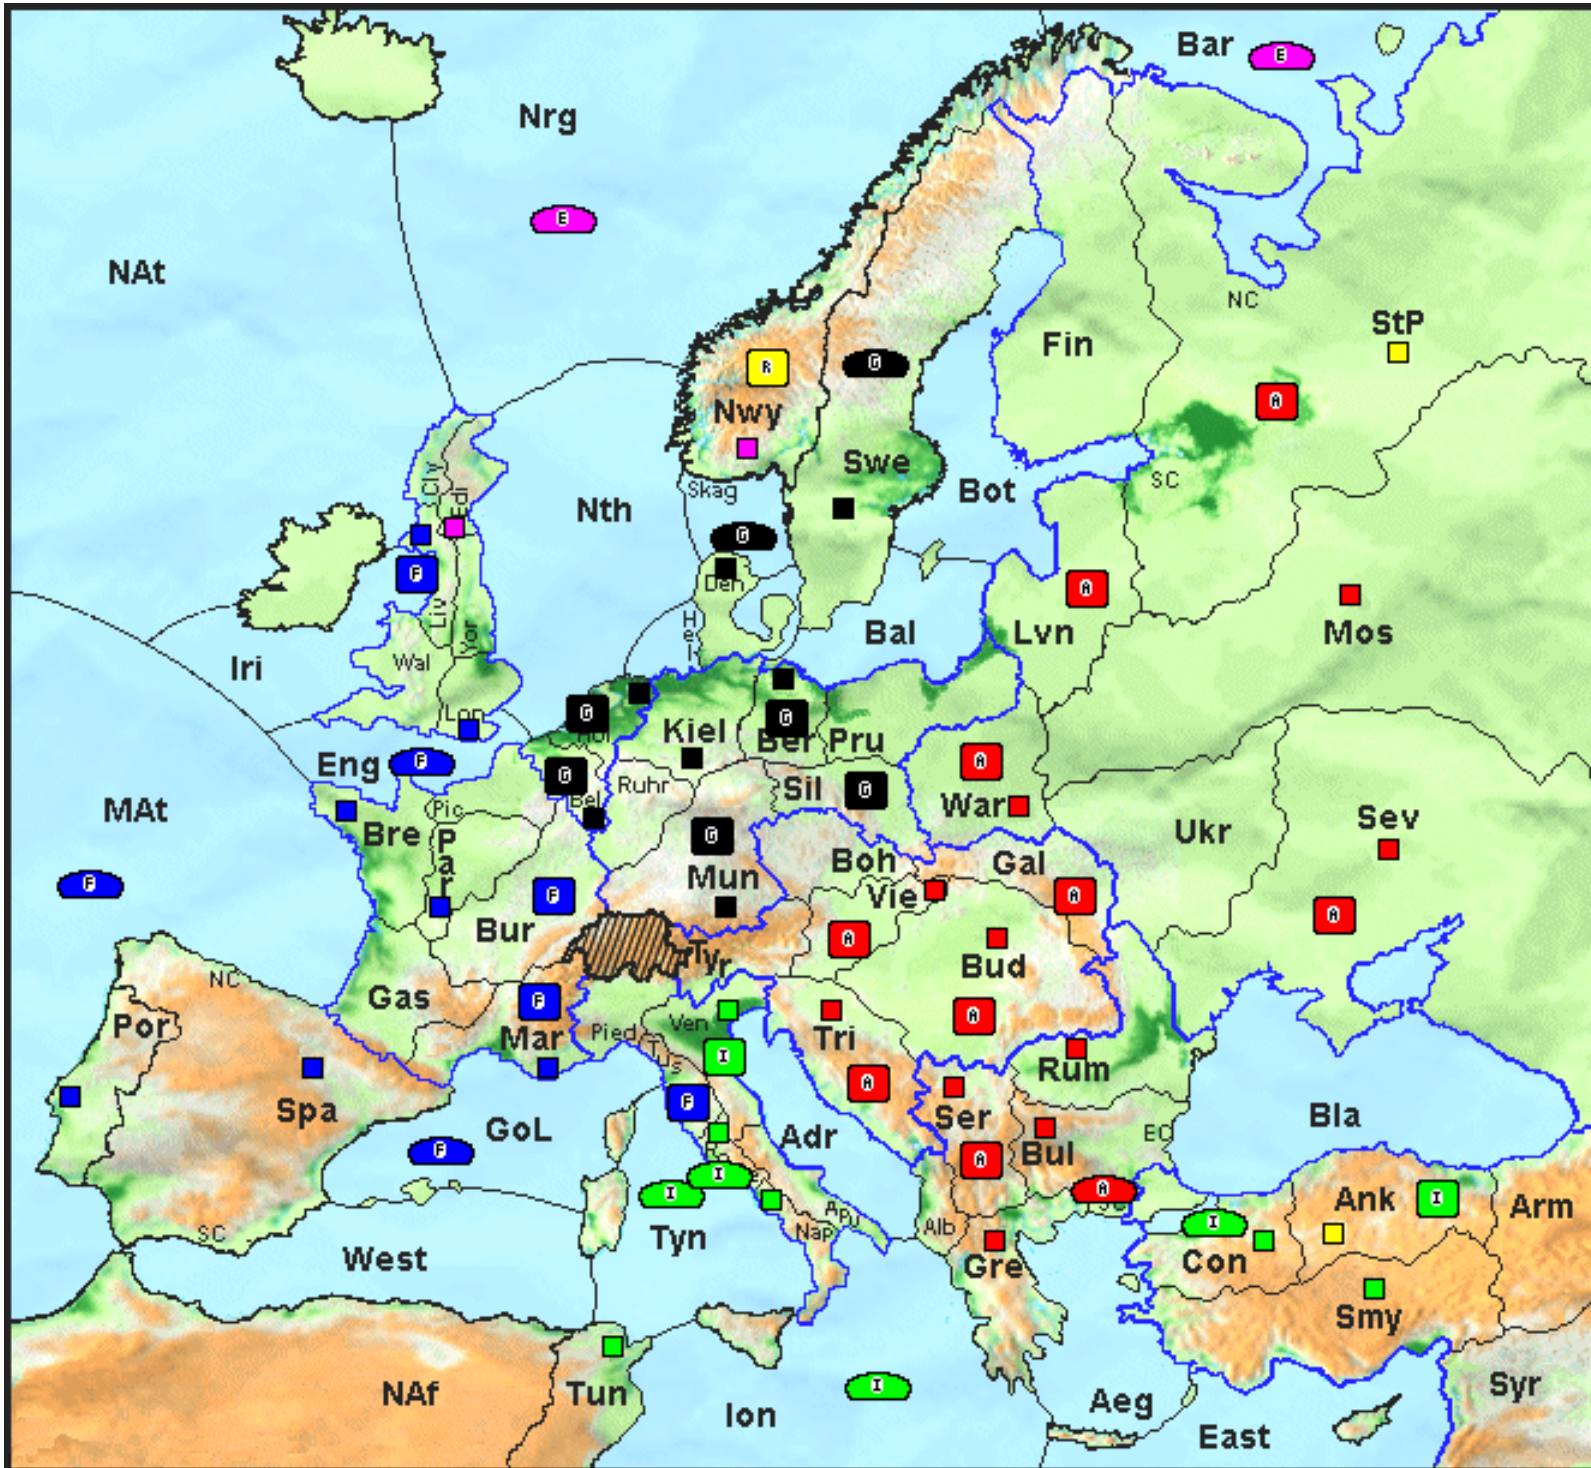 Bar
E
Nrg
E
NAt
NC
StP
Fin
R
G
A
Nwy
Swe
Bot
SC
Skag
Nth
Cly
Edi
G
Den
F
A
Mos
Lvn
Bal
Hel
Liv
Yor
Wal
Iri
Lon
G
Hol
Kiel
G
Ber
Pru
A
Eng
F
G
Bel
Ruhr
Sil
G
War
MAt
Bre
Pic
Par
G
Ukr
Sev
Boh
Gal
F
F
Mun
Vie
A
A
Bur
A
Tyr
Bud
NC
Gas
F
A
Por
Mar
Pied
Ven
Tri
Tus
I
Rum
A
Spa
F
Ser
GoL
Adr
Bla
F
Bul
EC
A
I
A
I
Ank
I
Arm
SC
Tyn
Apu
Nap
Alb
I
West
Gre
Con
Smy
NAf
Tun
I
Ion
Aeg
Syr
East